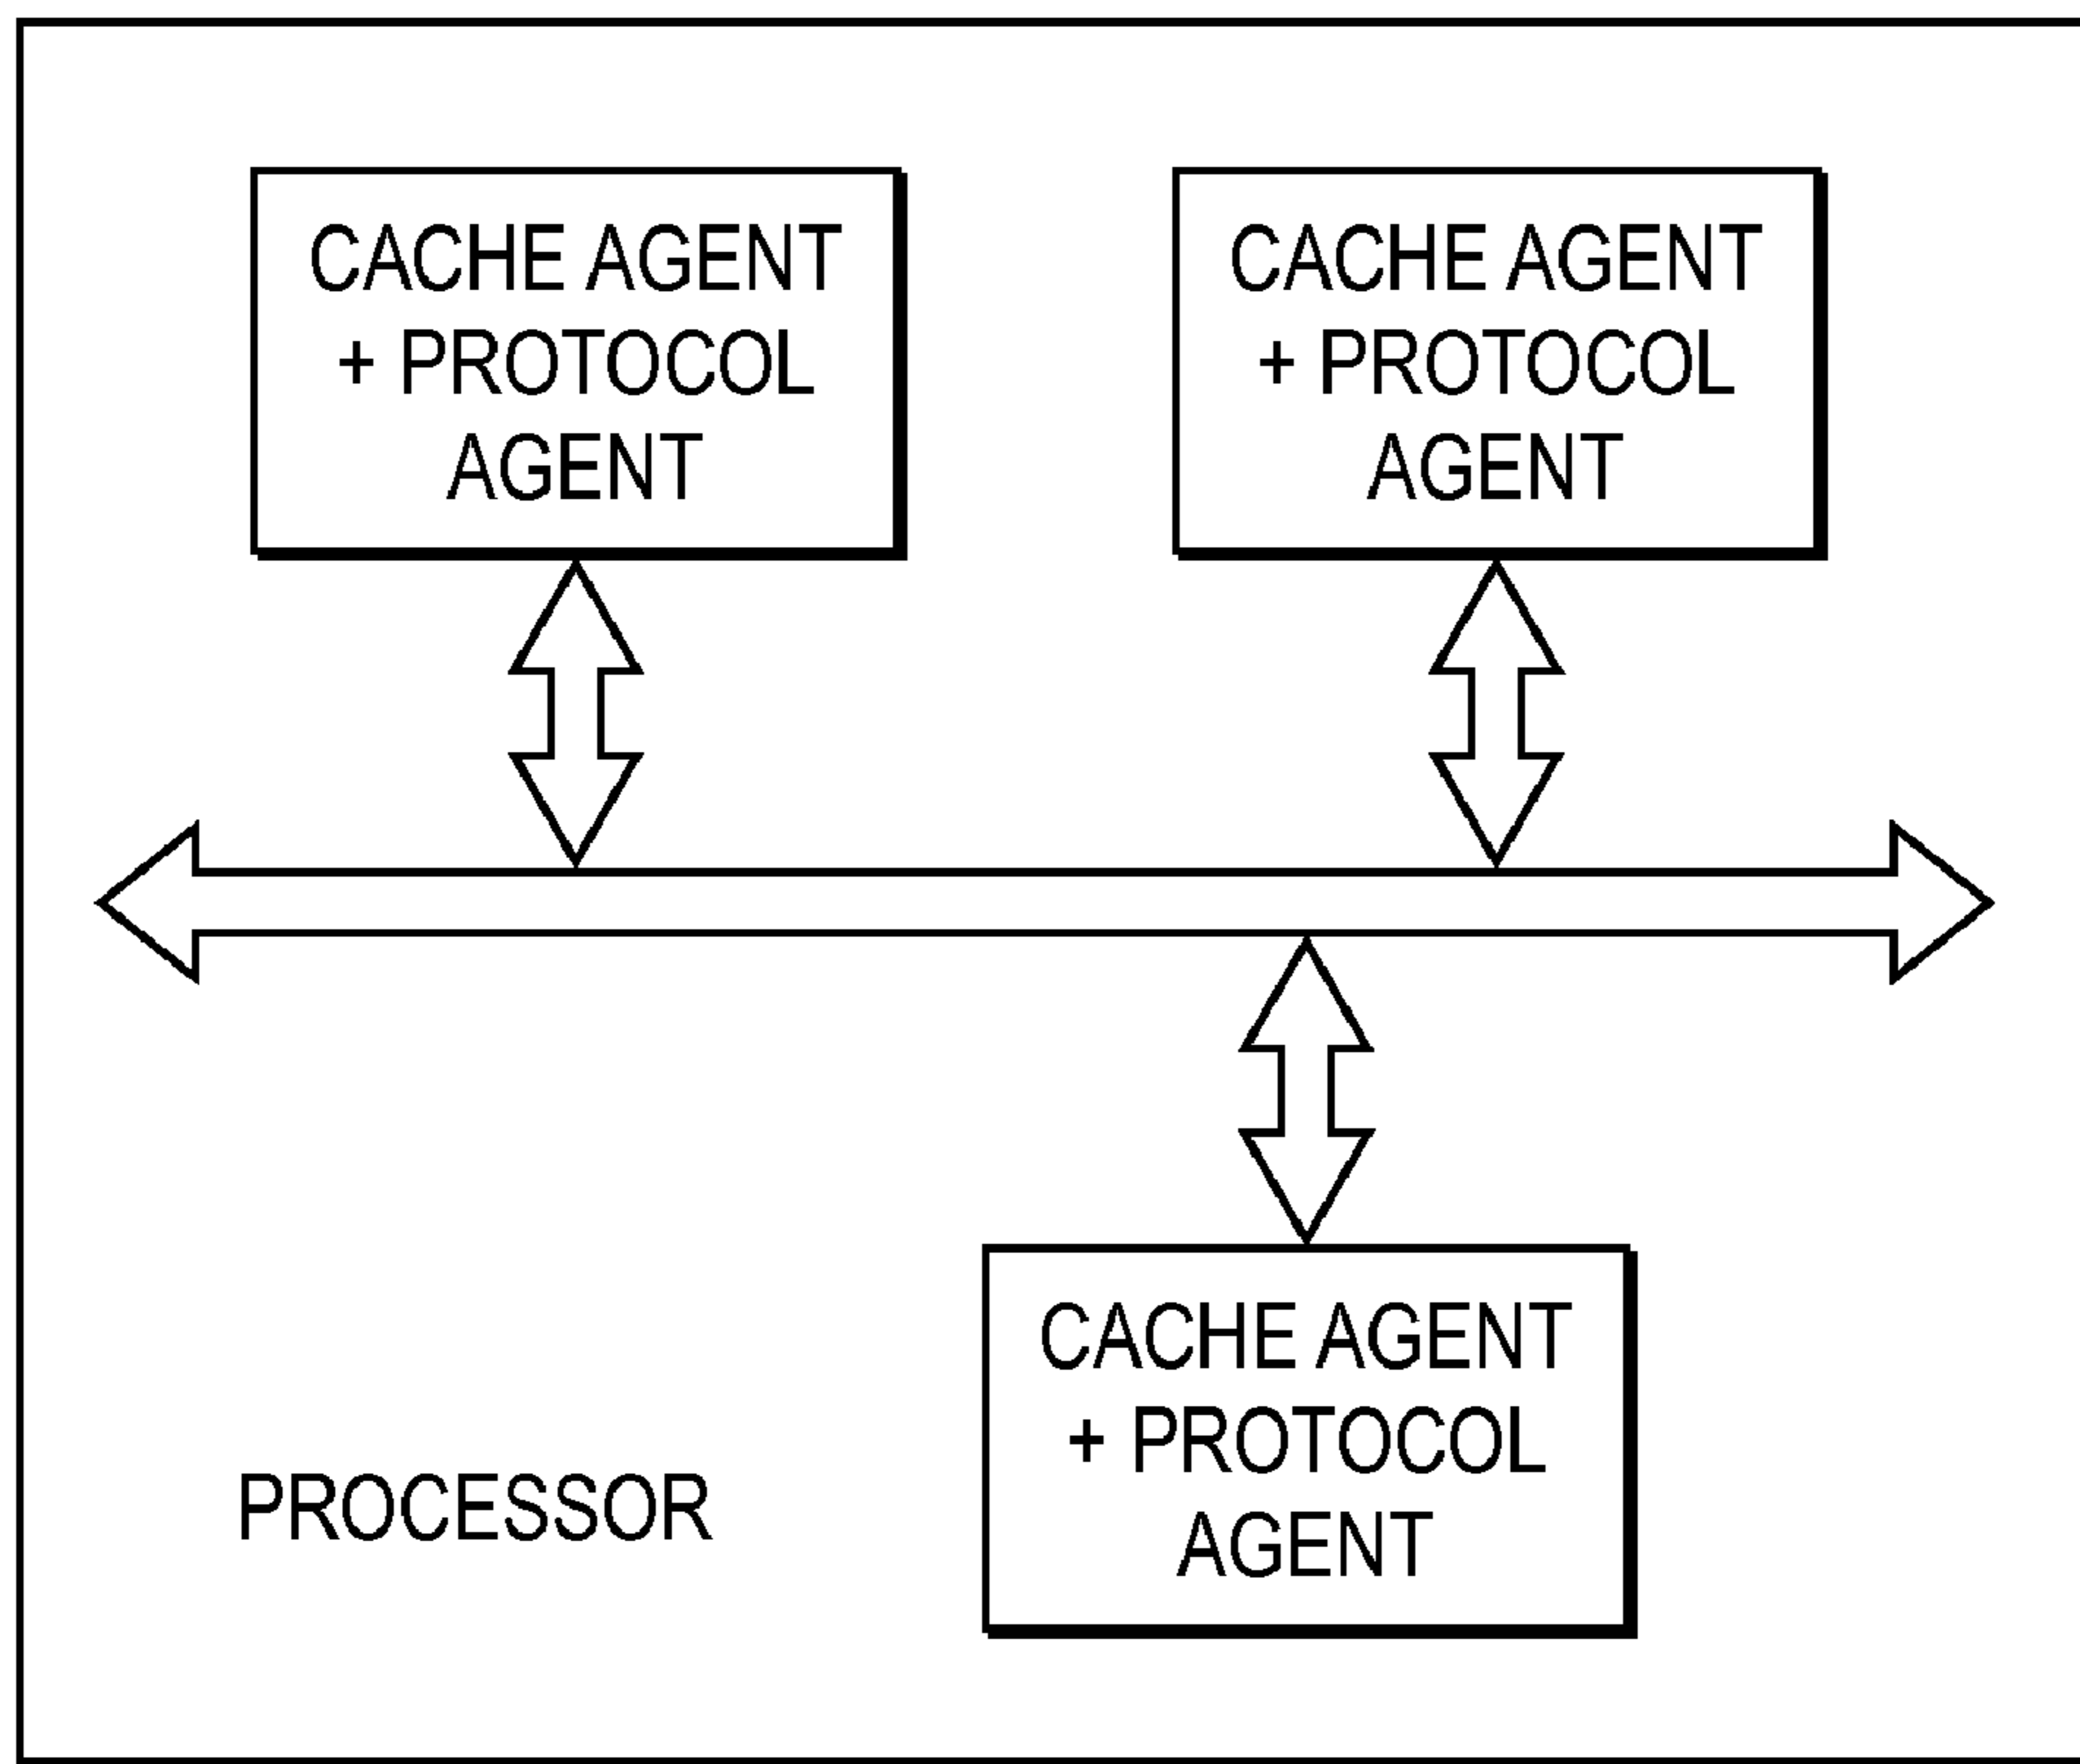 CACHE AGENT
+ PROTOCOL
AGENT
CACHE AGENT
+ PROTOCOL
AGENT
CACHE AGENT
+ PROTOCOL
AGENT
PROCESSOR